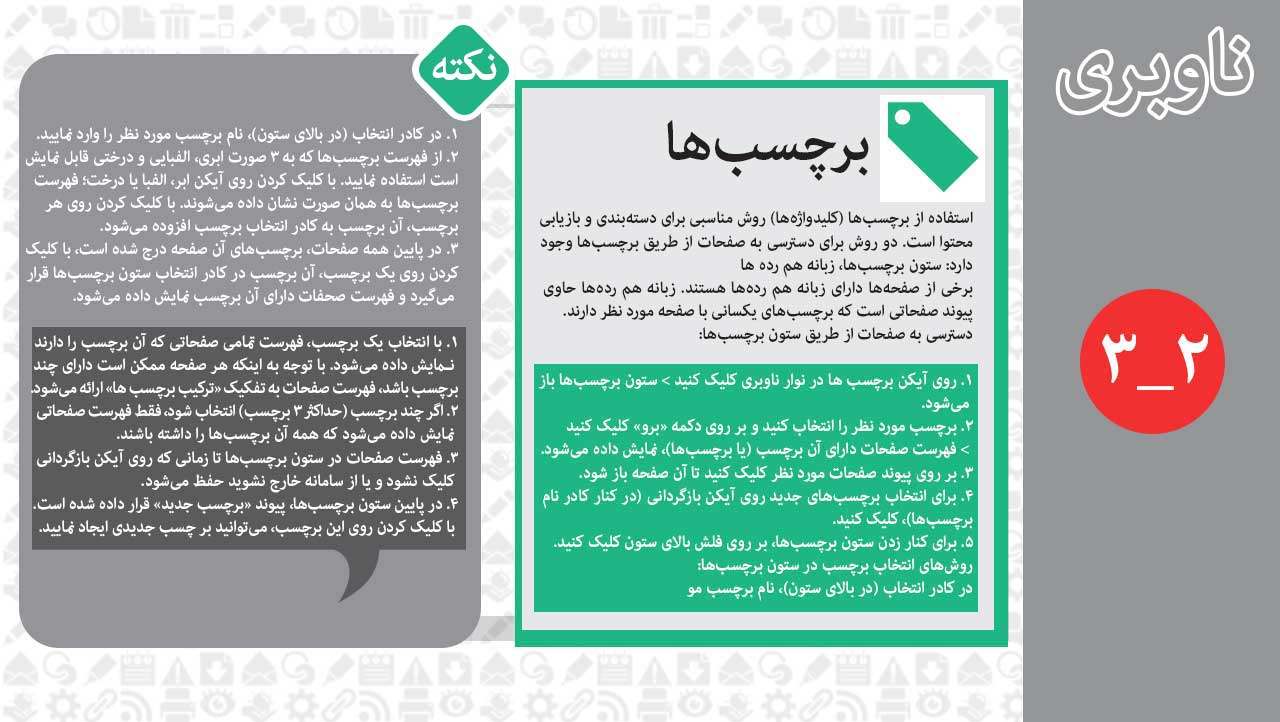 ناوبری
۲_۳
برچسب‌ها
استفاده از برچسب‌ها (کلیدواژه‌ها) روش مناسبی برای دسته‌بندی و بازیابی
محتوا است. دو روش برای دسترسی به صفحات از طریق برچسب‌ها وجود
دارد: ستون برچسب‌ها، زبانه هم رده ها
برخی از صفحه‌ها دارای زبانه هم رده‌ها هستند. زبانه هم رده‌ها حاوی
پیوند صفحاتی است که برچسب‌های یکسانی با صفحه مورد نظر دارند.
دسترسی به صفحات از طریق ستون برچسب‌ها:
۱. روی آیکن برچسب ها در نوار ناوبری کلیک کنید > ستون برچسب‌ها باز
می‌شود.
۲. برچسب مورد نظر را انتخاب کنید و بر روی دکمه «برو» کلیک کنید
> فهرست صفحات دارای آن برچسب (یا برچسب‌ها)، نمایش داده می‌شود.
۳. بر روی پیوند صفحات مورد نظر کلیک کنید تا آن صفحه باز شود.
۴. برای انتخاب برچسب‌های جدید روی آیکن بازگردانی (در کنار کادر نام
برچسب‌ها)، کلیک کنید.
۵. برای کنار زدن ستون برچسب‌ها، بر روی فلش بالای ستون کلیک کنید.
روش‌های انتخاب برچسب در ستون برچسب‌ها:
در کادر انتخاب (در بالای ستون)، نام برچسب مو
نکته
۱. در کادر انتخاب (در بالای ستون)، نام برچسب مورد نظر را وارد نمایید.
۲. از فهرست برچسب‌ها که به ۳ صورت ابری، الفبایی و درختی قابل نمایش
است استفاده نمایید. با کلیک کردن روی آیکن ابر، الفبا یا درخت؛ فهرست
برچسب‌ها به همان صورت نشان داده می‌شوند. با کلیک کردن روی هر
برچسب، آن برچسب به کادر انتخاب برچسب افزوده می‌شود.
۳. در پایین همه صفحات، برچسب‌های آن صفحه درج شده است، با کلیک
کردن روی یک برچسب، آن برچسب در کادر انتخاب ستون برچسب‌ها قرار
می‌گیرد و فهرست صحفات دارای آن برچسب نمایش داده می‌شود.
۱. با انتخاب یک برچسب، فهرست تمامی صفحاتی که آن برچسب را دارند
نـمایش داده می‌شود. با توجه به اینکه هر صفحه ممکن است دارای چند
برچسب باشد، فهرست صفحات به تفکیک «ترکیب برچسب ها» ارائه می‌شود.
۲. اگر چند برچسب (حداکثر ۳ برچسب) انتخاب شود، فقط فهرست صفحاتی
نمایش داده می‌شود که همه آن برچسب‌ها را داشته باشند.
۳. فهرست صفحات در ستون برچسب‌ها تا زمانی که روی آیکن بازگردانی
کلیک نشود و یا از سامانه خارج نشوید حفظ می‌شود.
۴. در پایین ستون برچسب‌ها، پیوند «برچسب جدید» قرار داده شده است.
با کلیک کردن روی این برچسب، می‌توانید بر چسب جدیدی ایجاد نمایید.